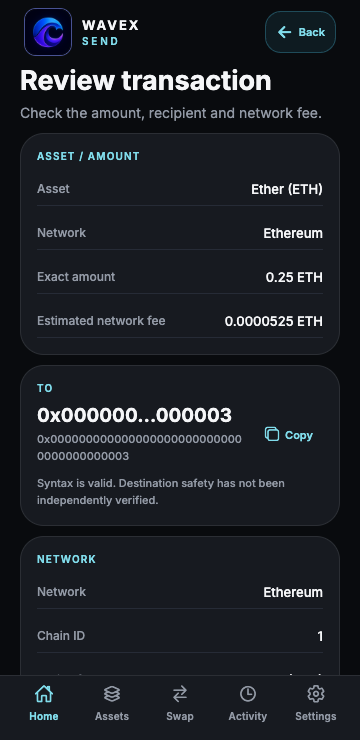 WAVEX
SEND
Back
Review transaction
Check the amount, recipient and network fee.
ASSET / AMOUNT
Asset Ether (ETH)
Network Ethereum
Exact amount 0.25 ETH
Estimated network fee 0.0000525 ETH
TO
0x000000...000003
0x000000000000000000000000000
0000000000003
Copy
Syntax is valid. Destination safety has not been
independently verified.
NETWORK
Network Ethereum
Chain ID 1
Home Assets Swap Activity Settings